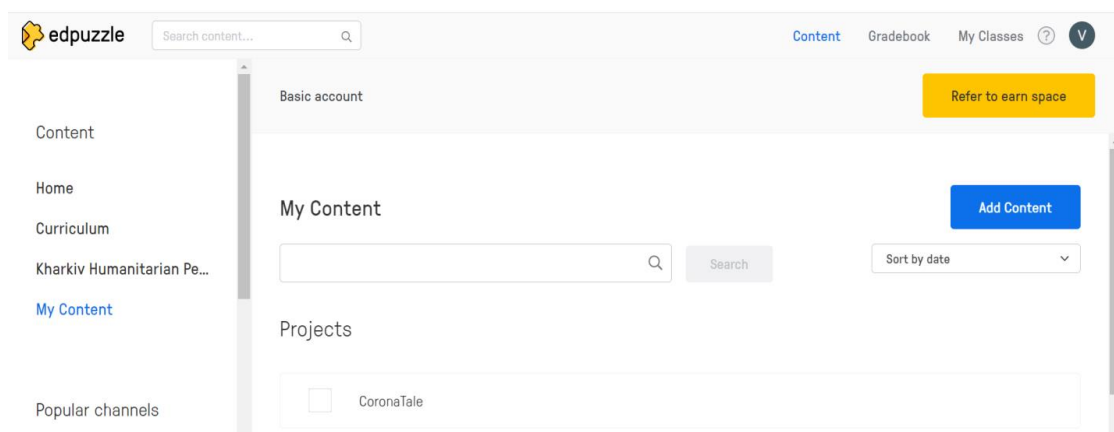 edpuzzle
Search content...
Content Gradebook My Classes ? V
Basic account
Refer to earn space
Content
Home
Curriculum
Kharkiv Humanitarian Pe...
My Content
Popular channels
My Content
Add Content
Search
Sort by date
Projects
CoronaTale